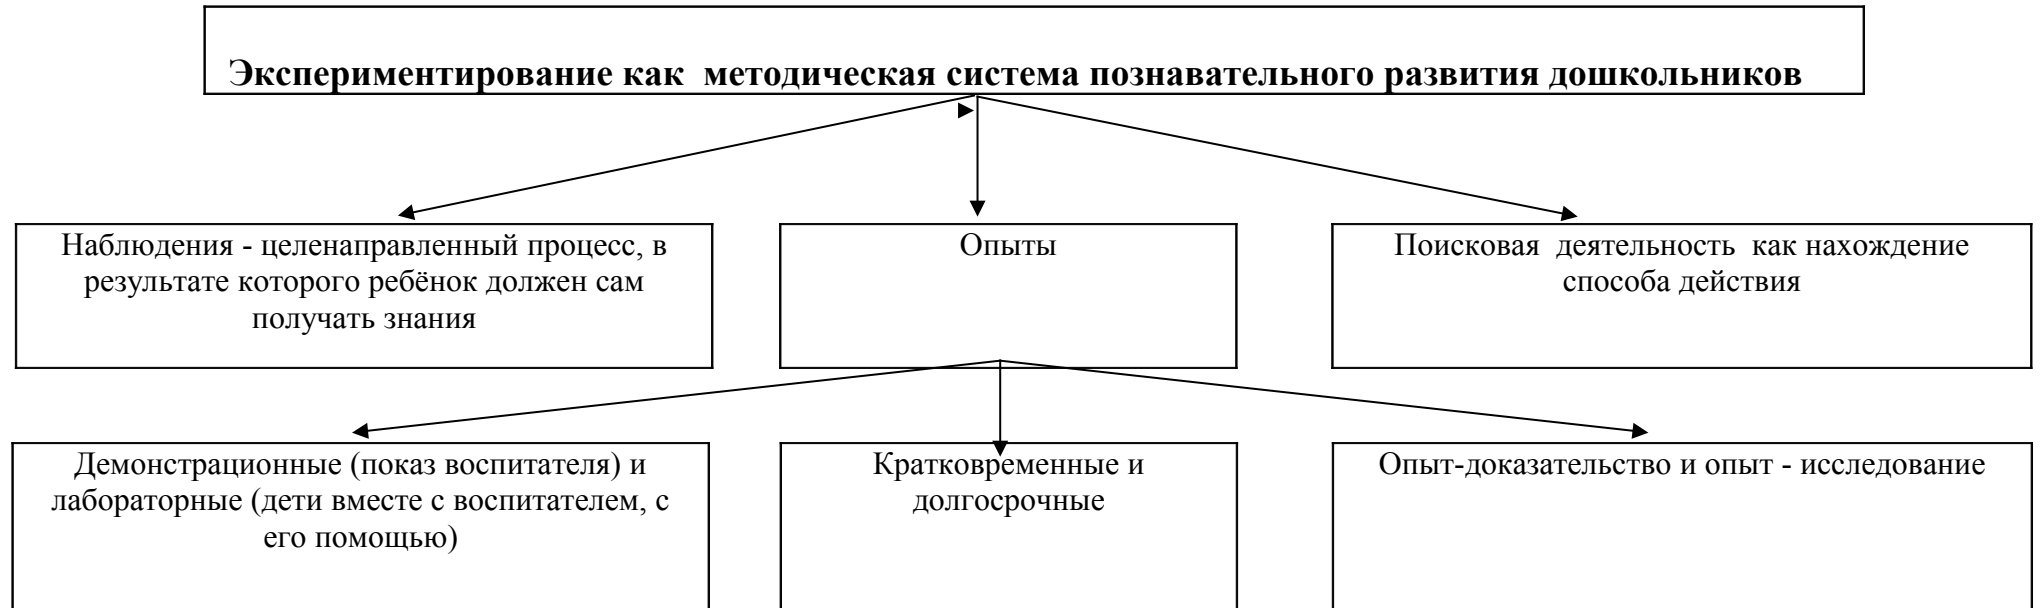 Экспериментирование как методическая система познавательного развития дошкольников
Наблюдения - целенаправленный процесс, в
результате которого ребёнок должен сам
получать знания
Опыты
Поисковая деятельность как нахождение
способа действия
Демонстрационные (показ воспитателя) и
лабораторные (дети вместе с воспитателем, с
его помощью)
Кратковременные и
долгосрочные
Опыт-доказательство и опыт - исследование